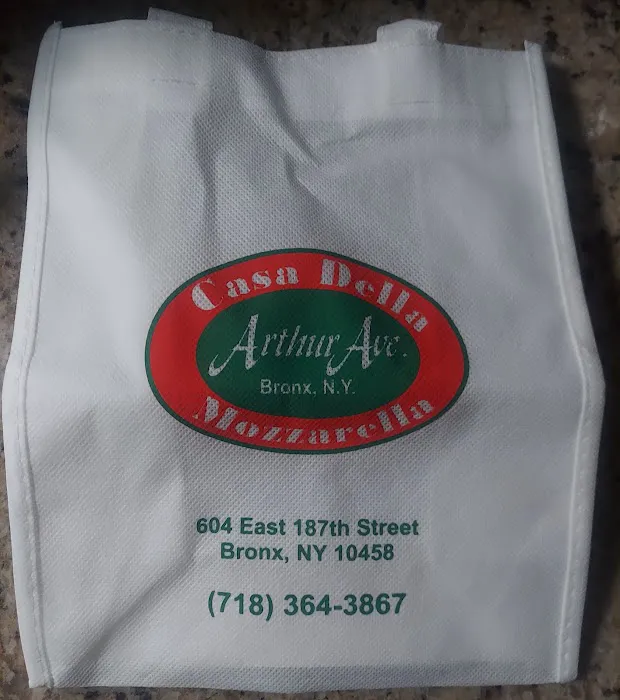 Casa Della
Arthur Ave.
Bronx, N.Y.
Mozzarella
604 East 187th Street
Bronx, NY 10458
(718) 364-3867